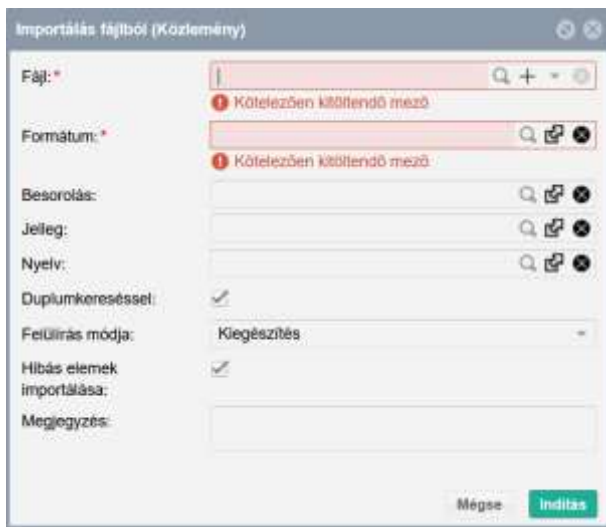 Importálás fájlból (Közlemény)
Fájl:*
Kötelezően kitöltendő mező
Formátum:*
Kötelezően kitöltendő mező
Besorolás:
Jelleg:
Nyelv:
Duplumkereséssel:
Felülírás módja: Kiegészítés
Hibás elemek
importálása:
Megjegyzés:
Mégse Indítás